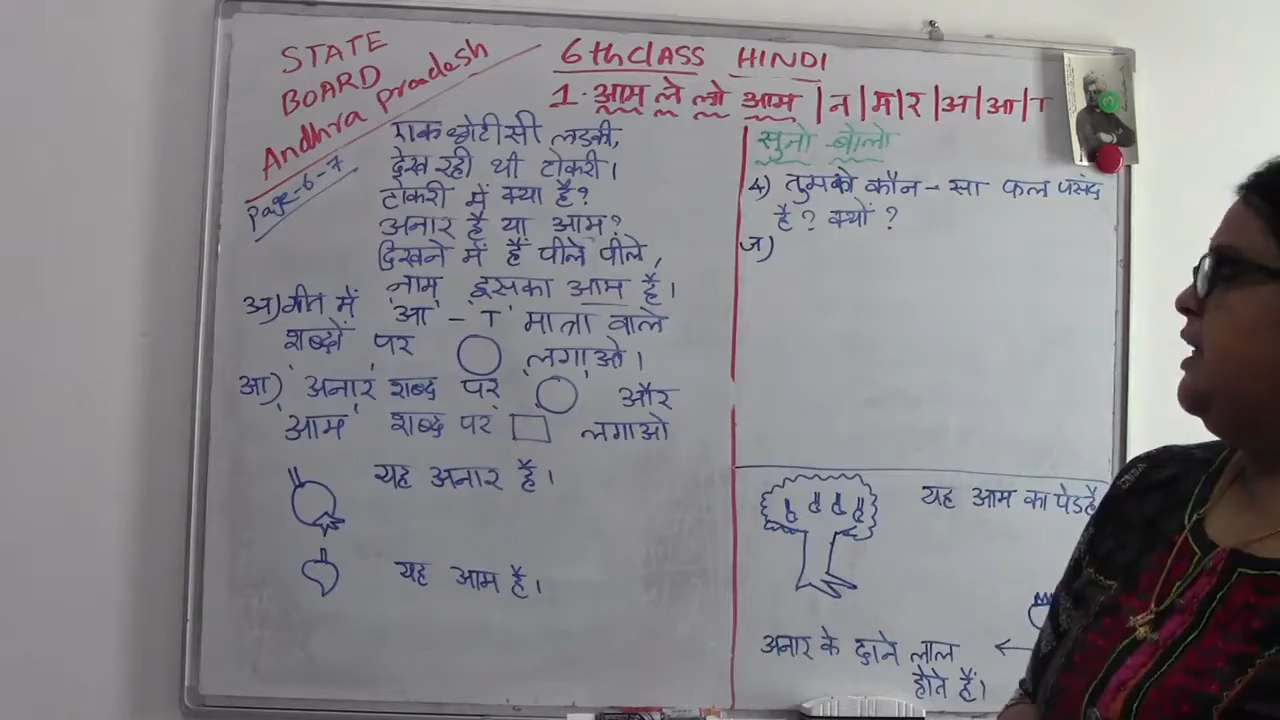 STATE
BOARD
Andhra pradesh
Page-6-7
6th CLASS HINDI
1. आम ले लो आम | न | म | र | अ | आ | ा
एक छोटी सी लडकी,
देख रही थी टोकरी।
टोकरी में क्या है?
अनार है या आम?
दिखने में हैं पीले पीले,
नाम इसका आम है।
अ) गीत में 'आ' - 'ा' मात्रा वाले
शब्दों पर ◯ लगाओ।
आ) 'अनार' शब्द पर ◯ और
'आम' शब्द पर □ लगाओ
यह अनार है।
यह आम है।
सुनो-बोलो
4) तुमको कौन-सा फल पसंद
है? क्यों?
ज)
यह आम का पेड है
अनार के दाने लाल ←
होते हैं।